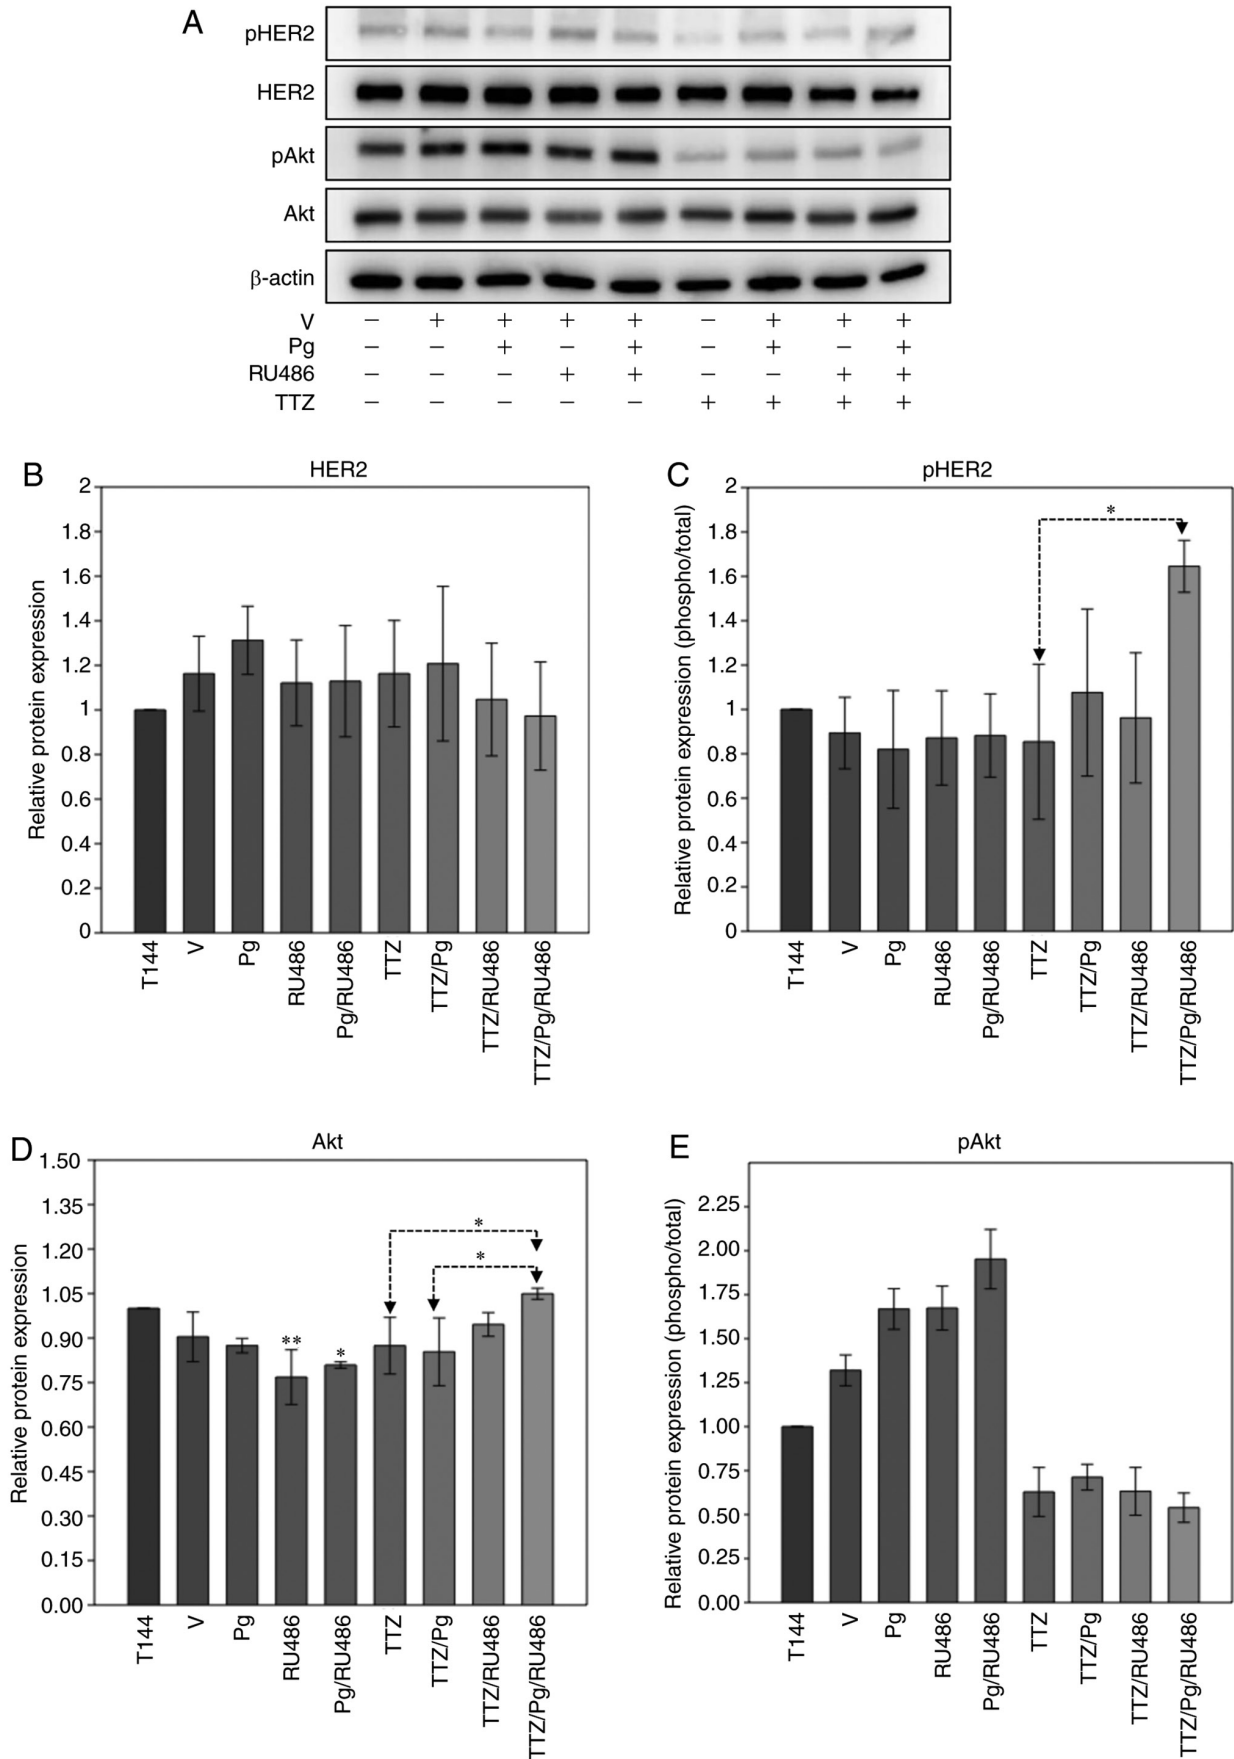 A
pHER2
HER2
pAkt
Akt
β-actin
V − + + + + − + + +
Pg − − + − + − + − +
RU486 − − − + + − − + +
TTZ − − − − − + + + +
B
HER2
Relative protein expression
2
1.8
1.6
1.4
1.2
1
0.8
0.6
0.4
0.2
0
T144 V Pg RU486 Pg/RU486 TTZ TTZ/Pg TTZ/RU486 TTZ/Pg/RU486
C
pHER2
Relative protein expression (phospho/total)
2
1.8
1.6
1.4
1.2
1
0.8
0.6
0.4
0.2
0
*
T144 V Pg RU486 Pg/RU486 TTZ TTZ/Pg TTZ/RU486 TTZ/Pg/RU486
D
Akt
Relative protein expression
1.50
1.35
1.20
1.05
0.90
0.75
0.60
0.45
0.30
0.15
0.00
*
*
**
*
T144 V Pg RU486 Pg/RU486 TTZ TTZ/Pg TTZ/RU486 TTZ/Pg/RU486
E
pAkt
Relative protein expression (phospho/total)
2.25
2.00
1.75
1.50
1.25
1.00
0.75
0.50
0.25
0.00
T144 V Pg RU486 Pg/RU486 TTZ TTZ/Pg TTZ/RU486 TTZ/Pg/RU486